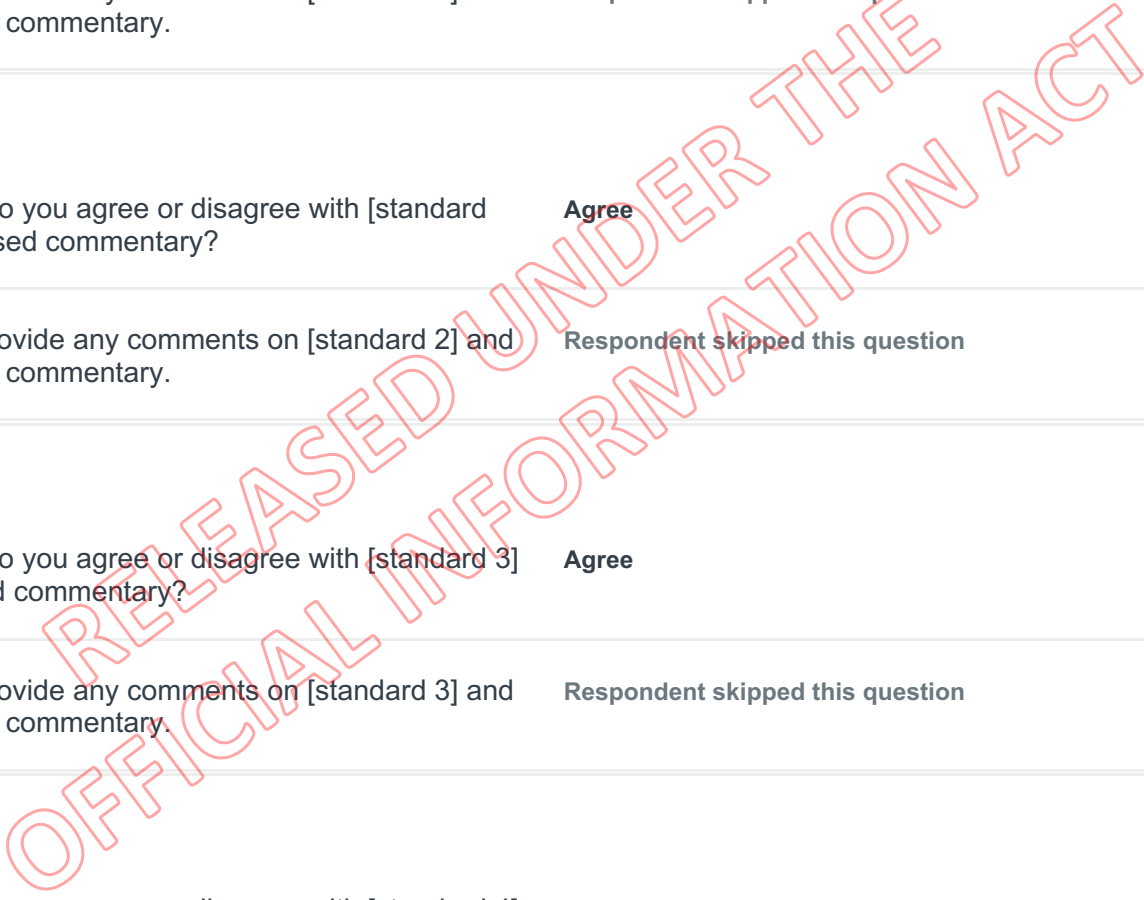 commentary.
o you agree or disagree with [standard
Agree
sed commentary?
ovide any comments on [standard 2] and
Respondent skipped this question
commentary.
o you agree or disagree with [standard 3]
Agree
d commentary?
ovide any comments on [standard 3] and
Respondent skipped this question
commentary.
RELEASED UNDER THE
OFFICIAL INFORMATION ACT